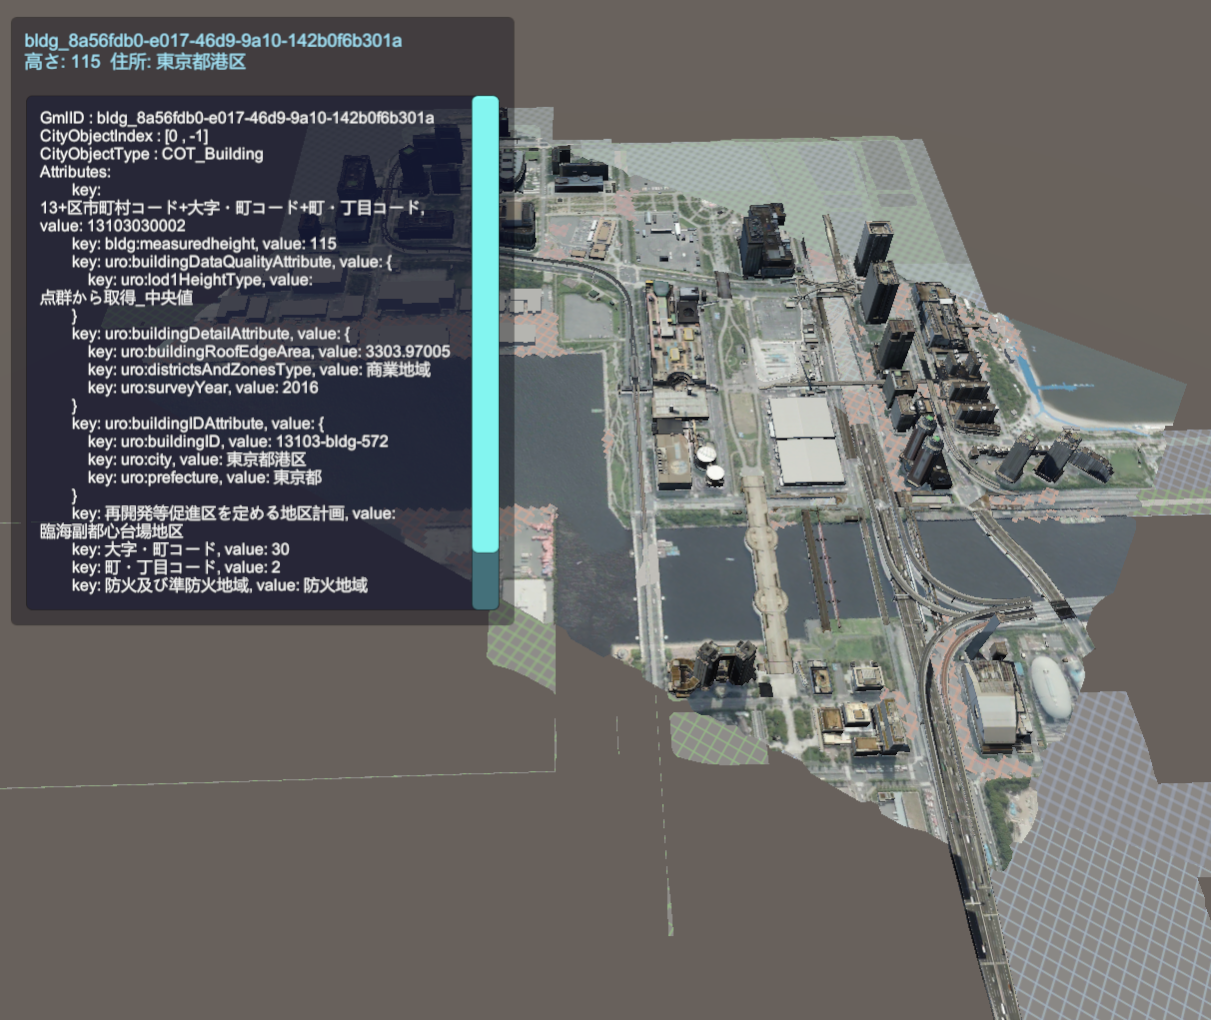 bldg_8a56fdb0-e017-46d9-9a10-142b0f6b301a
高さ: 115 住所: 東京都港区
GmlID : bldg_8a56fdb0-e017-46d9-9a10-142b0f6b301a
CityObjectIndex : [0 , -1]
CityObjectType : COT_Building
Attributes:
key:
13+区市町村コード+大字・町コード+町・丁目コード,
value: 13103030002
key: bldg:measuredheight, value: 115
key: uro:buildingDataQualityAttribute, value: {
key: uro:lod1HeightType, value:
点群から取得_中央値
}
key: uro:buildingDetailAttribute, value: {
key: uro:buildingRoofEdgeArea, value: 3303.97005
key: uro:districtsAndZonesType, value: 商業地域
key: uro:surveyYear, value: 2016
}
key: uro:buildingIDAttribute, value: {
key: uro:buildingID, value: 13103-bldg-572
key: uro:city, value: 東京都港区
key: uro:prefecture, value: 東京都
}
key: 再開発等促進区を定める地区計画, value:
臨海副都心台場地区
key: 大字・町コード, value: 30
key: 町・丁目コード, value: 2
key: 防火及び準防火地域, value: 防火地域